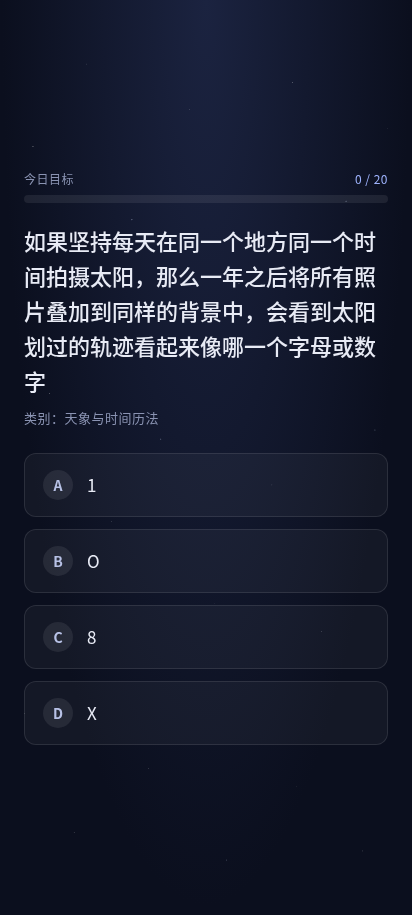 今日目标
0 / 20
如果坚持每天在同一个地方同一个时
间拍摄太阳，那么一年之后将所有照
片叠加到同样的背景中，会看到太阳
划过的轨迹看起来像哪一个字母或数
字
类别：天象与时间历法
A 1
B O
C 8
D X